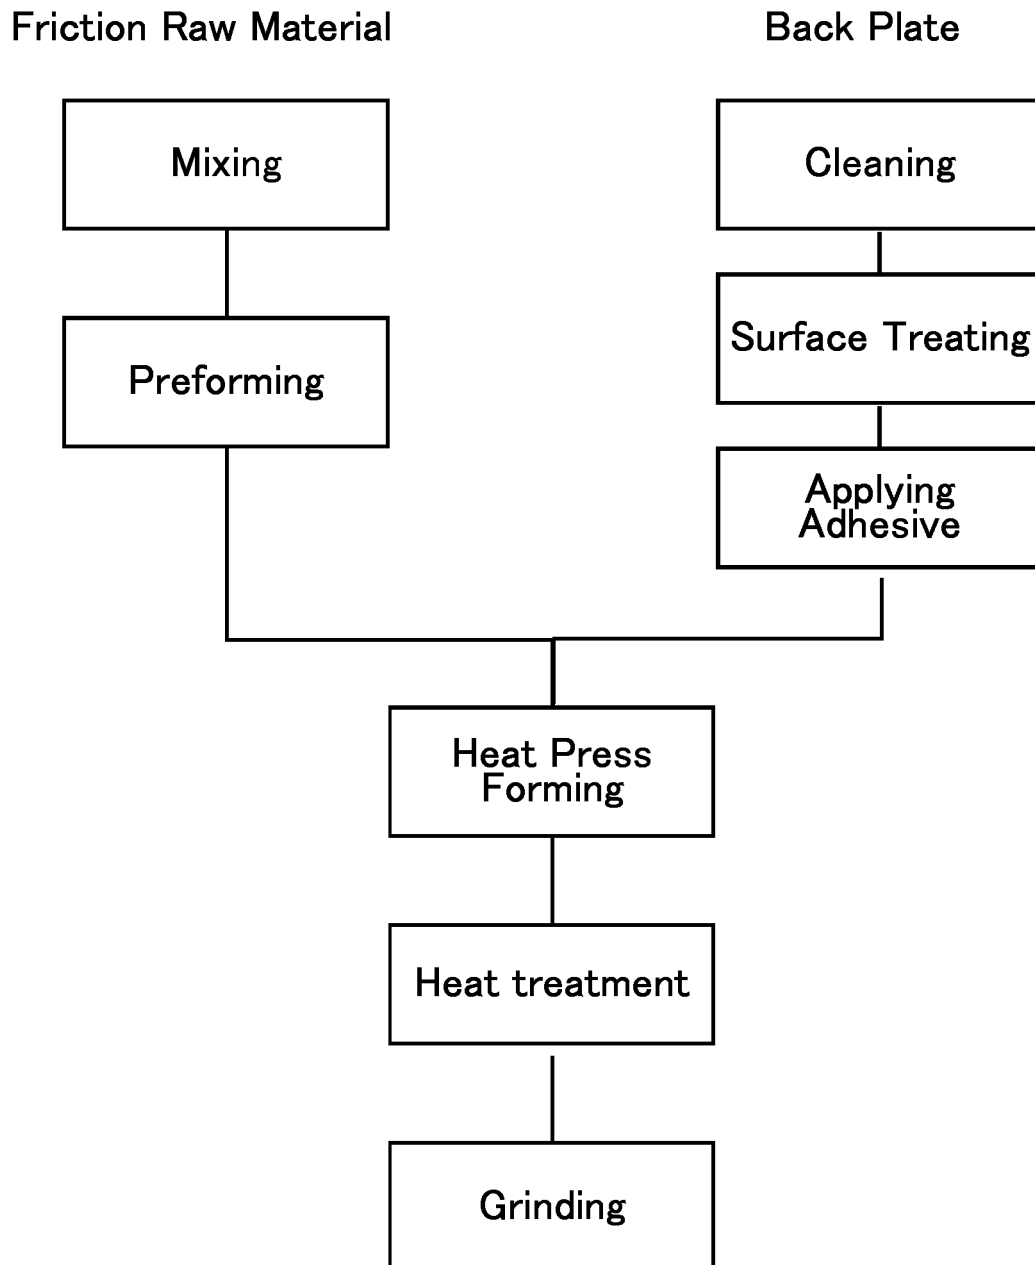 Friction Raw Material
Back Plate
Mixing
Cleaning
Preforming
Surface Treating
Applying
Adhesive
Heat Press
Forming
Heat treatment
Grinding